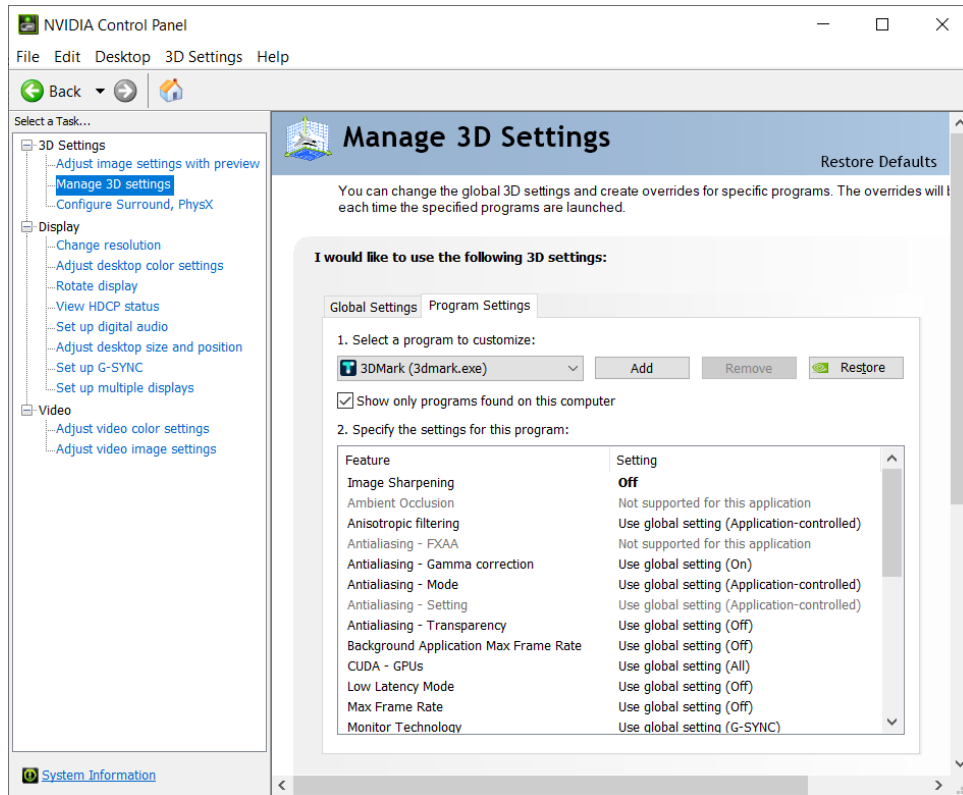 NVIDIA Control Panel
File Edit Desktop 3D Settings Help
Back
Select a Task...
3D Settings
Adjust image settings with preview
Manage 3D settings
Configure Surround, PhysX
Display
Change resolution
Adjust desktop color settings
Rotate display
View HDCP status
Set up digital audio
Adjust desktop size and position
Set up G-SYNC
Set up multiple displays
Video
Adjust video color settings
Adjust video image settings
System Information
Manage 3D Settings
Restore Defaults
You can change the global 3D settings and create overrides for specific programs. The overrides will
each time the specified programs are launched.
I would like to use the following 3D settings:
Global Settings Program Settings
1. Select a program to customize:
3DMark (3dmark.exe) Add Remove Restore
Show only programs found on this computer
2. Specify the settings for this program:
Feature Setting
Image Sharpening Off
Ambient Occlusion Not supported for this application
Anisotropic filtering Use global setting (Application-controlled)
Antialiasing - FXAA Not supported for this application
Antialiasing - Gamma correction Use global setting (On)
Antialiasing - Mode Use global setting (Application-controlled)
Antialiasing - Setting Use global setting (Application-controlled)
Antialiasing - Transparency Use global setting (Off)
Background Application Max Frame Rate Use global setting (Off)
CUDA - GPUs Use global setting (All)
Low Latency Mode Use global setting (Off)
Max Frame Rate Use global setting (Off)
Monitor Technology Use global setting (G-SYNC)